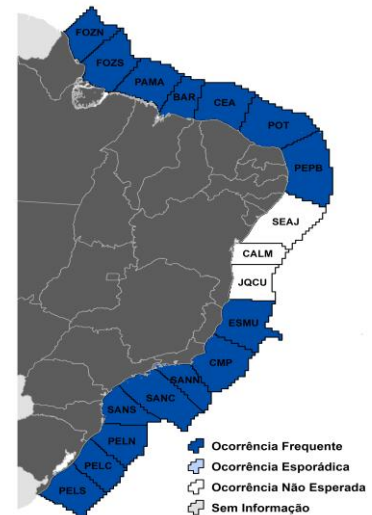 FOZN
FOZS
PAMA
BAR
CEA
POT
PEPB
SEAJ
CALM
JQCU
ESMU
CMP
SANN
SANC
SANS
PELN
PELC
PELS
Ocorrência Frequente
Ocorrência Esporádica
Ocorrência Não Esperada
Sem Informação